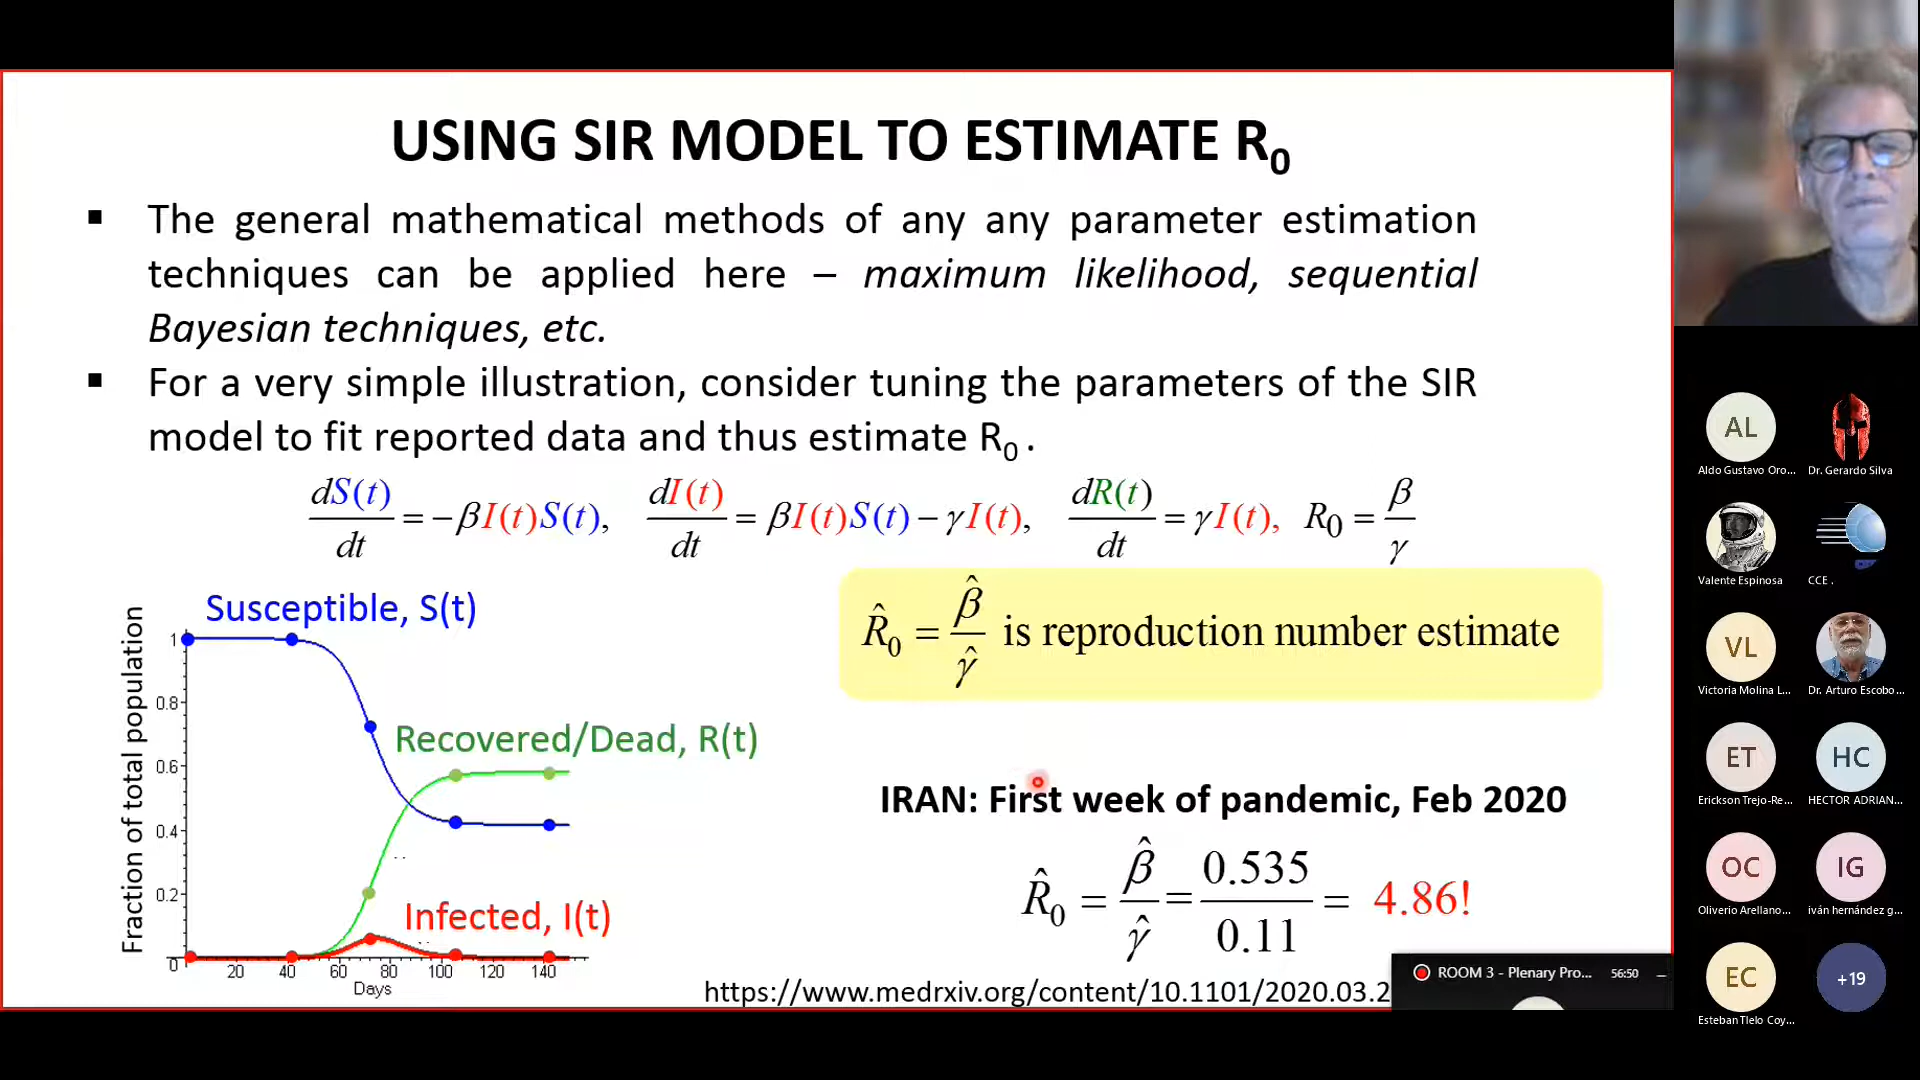 USING SIR MODEL TO ESTIMATE R₀
▪ The general mathematical methods of any any parameter estimation
techniques can be applied here – maximum likelihood, sequential
Bayesian techniques, etc.
▪ For a very simple illustration, consider tuning the parameters of the SIR
model to fit reported data and thus estimate R₀ .
dS(t)/dt = −βI(t)S(t), dI(t)/dt = βI(t)S(t) − γI(t), dR(t)/dt = γI(t), R₀ = β/γ
R̂₀ = β̂/γ̂ is reproduction number estimate
Susceptible, S(t)
Recovered/Dead, R(t)
Infected, I(t)
Fraction of total population
1
0.8
0.6
0.4
0.2
0
20 40 60 80 100 120 140
Days
IRAN: First week of pandemic, Feb 2020
R̂₀ = β̂/γ̂ = 0.535/0.11 = 4.86!
https://www.medrxiv.org/content/10.1101/2020.03.2
ROOM 3 - Plenary Pro... 56:50
AL
Aldo Gustavo Oro... Dr. Gerardo Silva
Valente Espinosa CCE .
VL
Victoria Molina L... Dr. Arturo Escobo...
ET HC
Erickson Trejo-Re... HECTOR ADRIAN...
OC IG
Oliverio Arellano... iván hernández g...
EC +19
Esteban Tlelo Coy...